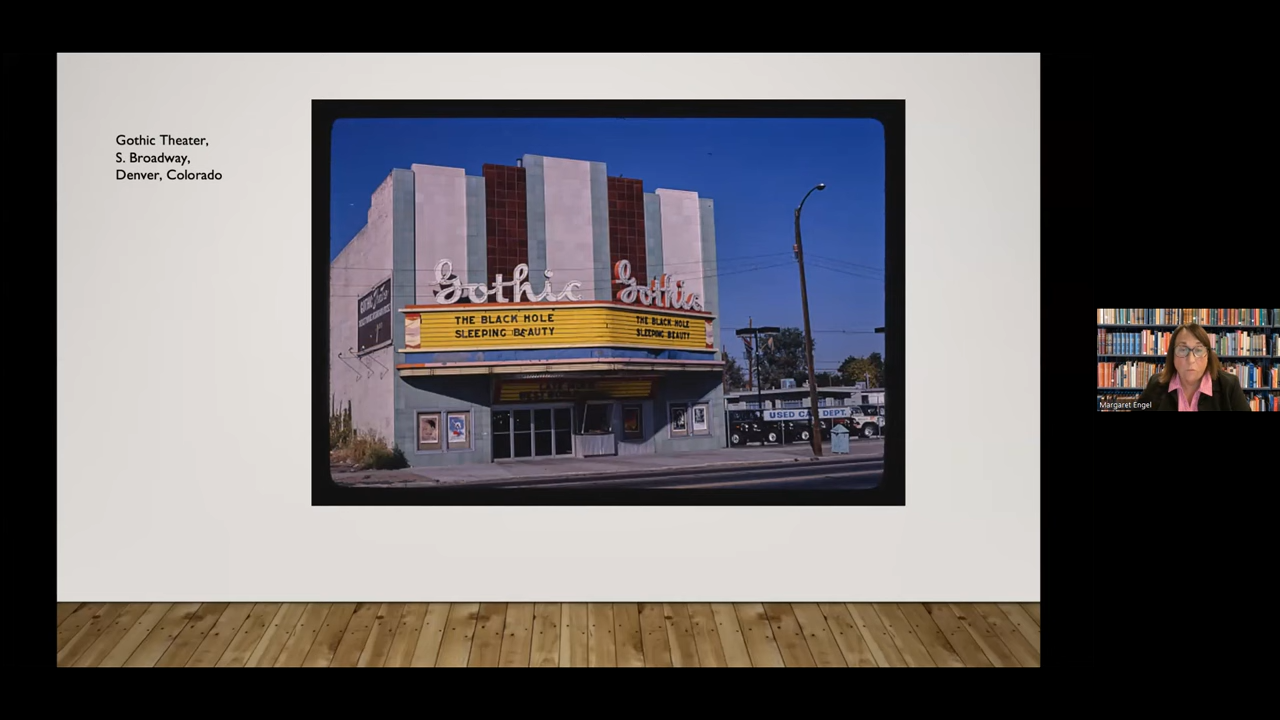 Gothic Theater,
S. Broadway,
Denver, Colorado
Gothic
Gothic
THE BLACK HOLE
SLEEPING BEAUTY
THE BLACK HOLE
SLEEPING BEAUTY
USED CAR DEPT.
Margaret Engel